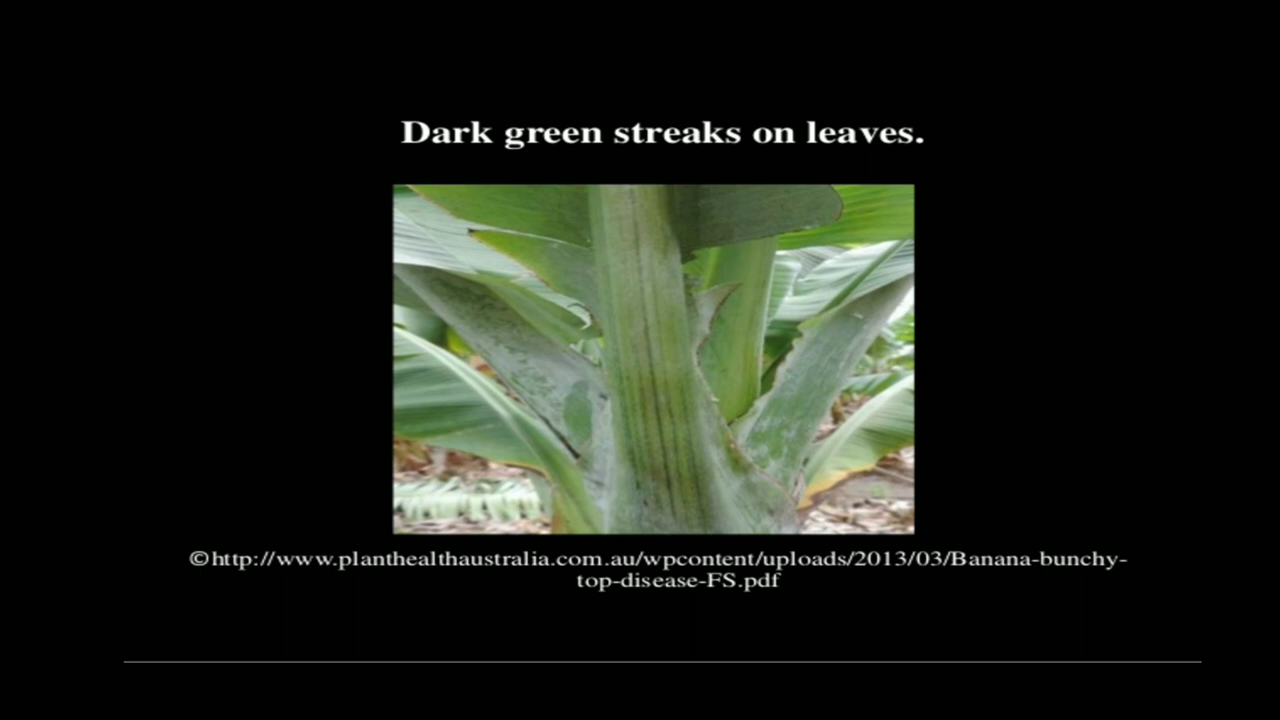 Dark green streaks on leaves.
©http://www.planthealthaustralia.com.au/wpcontent/uploads/2013/03/Banana-bunchy-
top-disease-FS.pdf